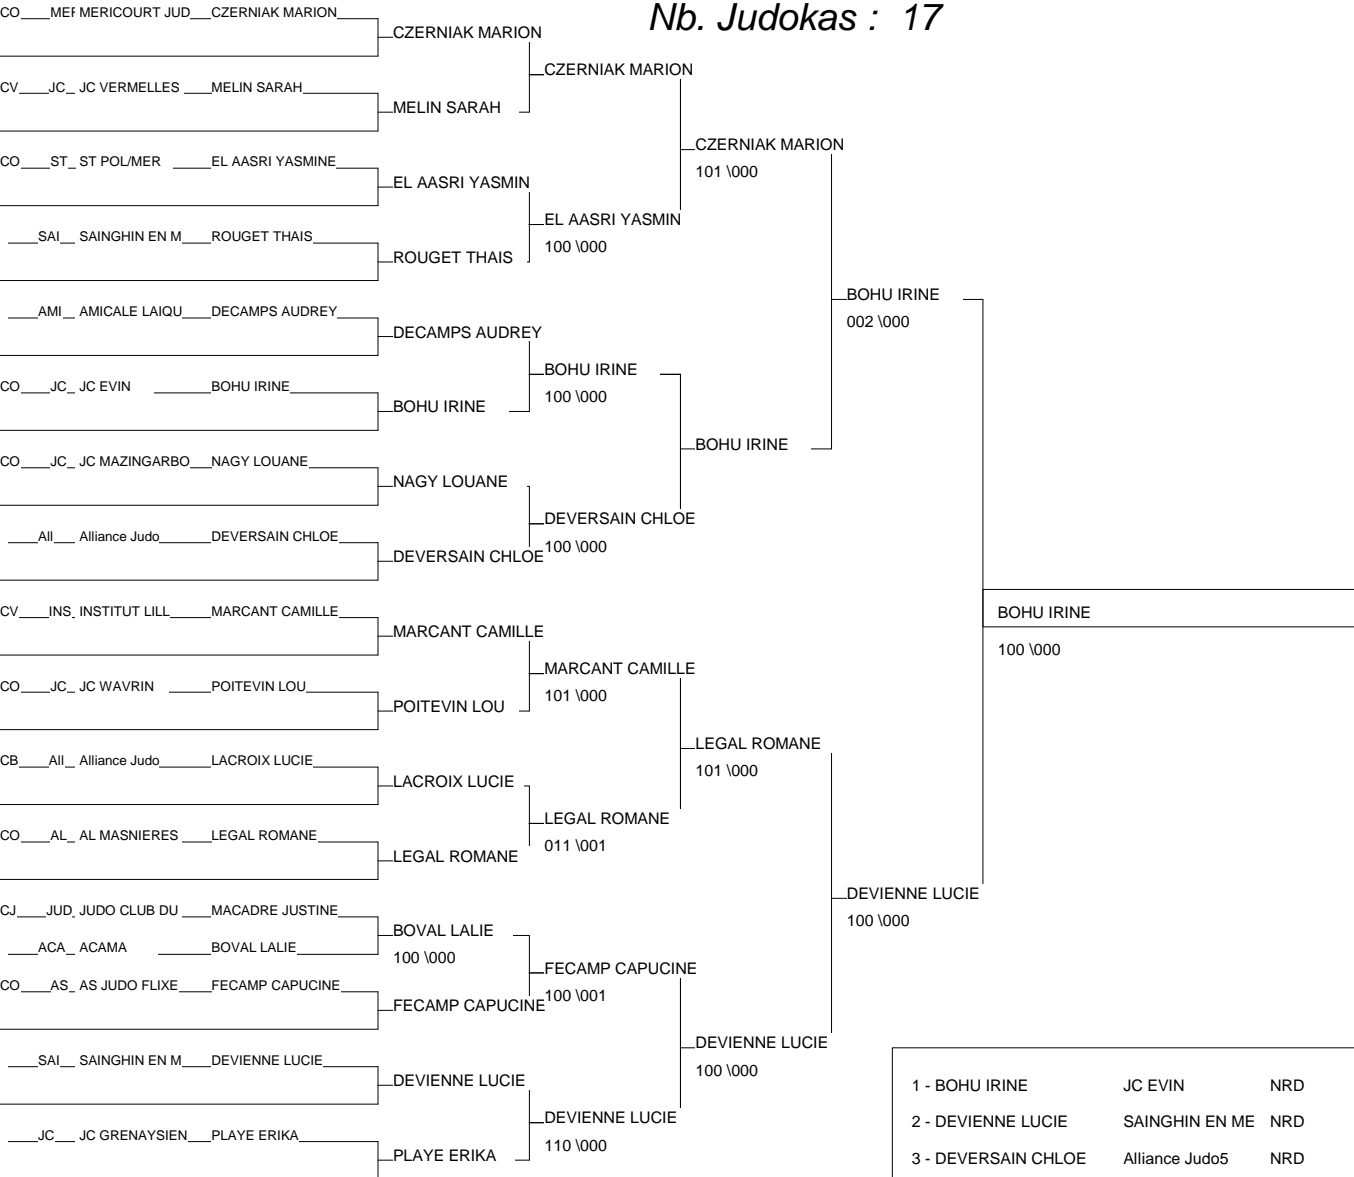 Nb. Judokas : 17
CO MER MERICOURT JUD CZERNIAK MARION
CZERNIAK MARION
CZERNIAK MARION
CV JC JC VERMELLES MELIN SARAH
MELIN SARAH
CZERNIAK MARION
101 \000
CO ST ST POL/MER EL AASRI YASMINE
EL AASRI YASMIN
EL AASRI YASMIN
100 \000
SAI SAINGHIN EN M ROUGET THAIS
ROUGET THAIS
BOHU IRINE
002 \000
AMI AMICALE LAIQU DECAMPS AUDREY
DECAMPS AUDREY
BOHU IRINE
100 \000
CO JC JC EVIN BOHU IRINE
BOHU IRINE
BOHU IRINE
CO JC JC MAZINGARBO NAGY LOUANE
NAGY LOUANE
DEVERSAIN CHLOE
100 \000
All Alliance Judo DEVERSAIN CHLOE
DEVERSAIN CHLOE
BOHU IRINE
100 \000
CV INS INSTITUT LILL MARCANT CAMILLE
MARCANT CAMILLE
MARCANT CAMILLE
101 \000
CO JC JC WAVRIN POITEVIN LOU
POITEVIN LOU
LEGAL ROMANE
101 \000
CB All Alliance Judo LACROIX LUCIE
LACROIX LUCIE
LEGAL ROMANE
011 \001
CO AL AL MASNIERES LEGAL ROMANE
LEGAL ROMANE
DEVIENNE LUCIE
100 \000
CJ JUD JUDO CLUB DU MACADRE JUSTINE
BOVAL LALIE
100 \000
ACA ACAMA BOVAL LALIE
FECAMP CAPUCINE
100 \001
CO AS AS JUDO FLIXE FECAMP CAPUCINE
FECAMP CAPUCINE
DEVIENNE LUCIE
100 \000
SAI SAINGHIN EN M DEVIENNE LUCIE
DEVIENNE LUCIE
DEVIENNE LUCIE
110 \000
JC JC GRENAYSIEN PLAYE ERIKA
PLAYE ERIKA
1 - BOHU IRINE JC EVIN NRD
2 - DEVIENNE LUCIE SAINGHIN EN ME NRD
3 - DEVERSAIN CHLOE Alliance Judo5 NRD